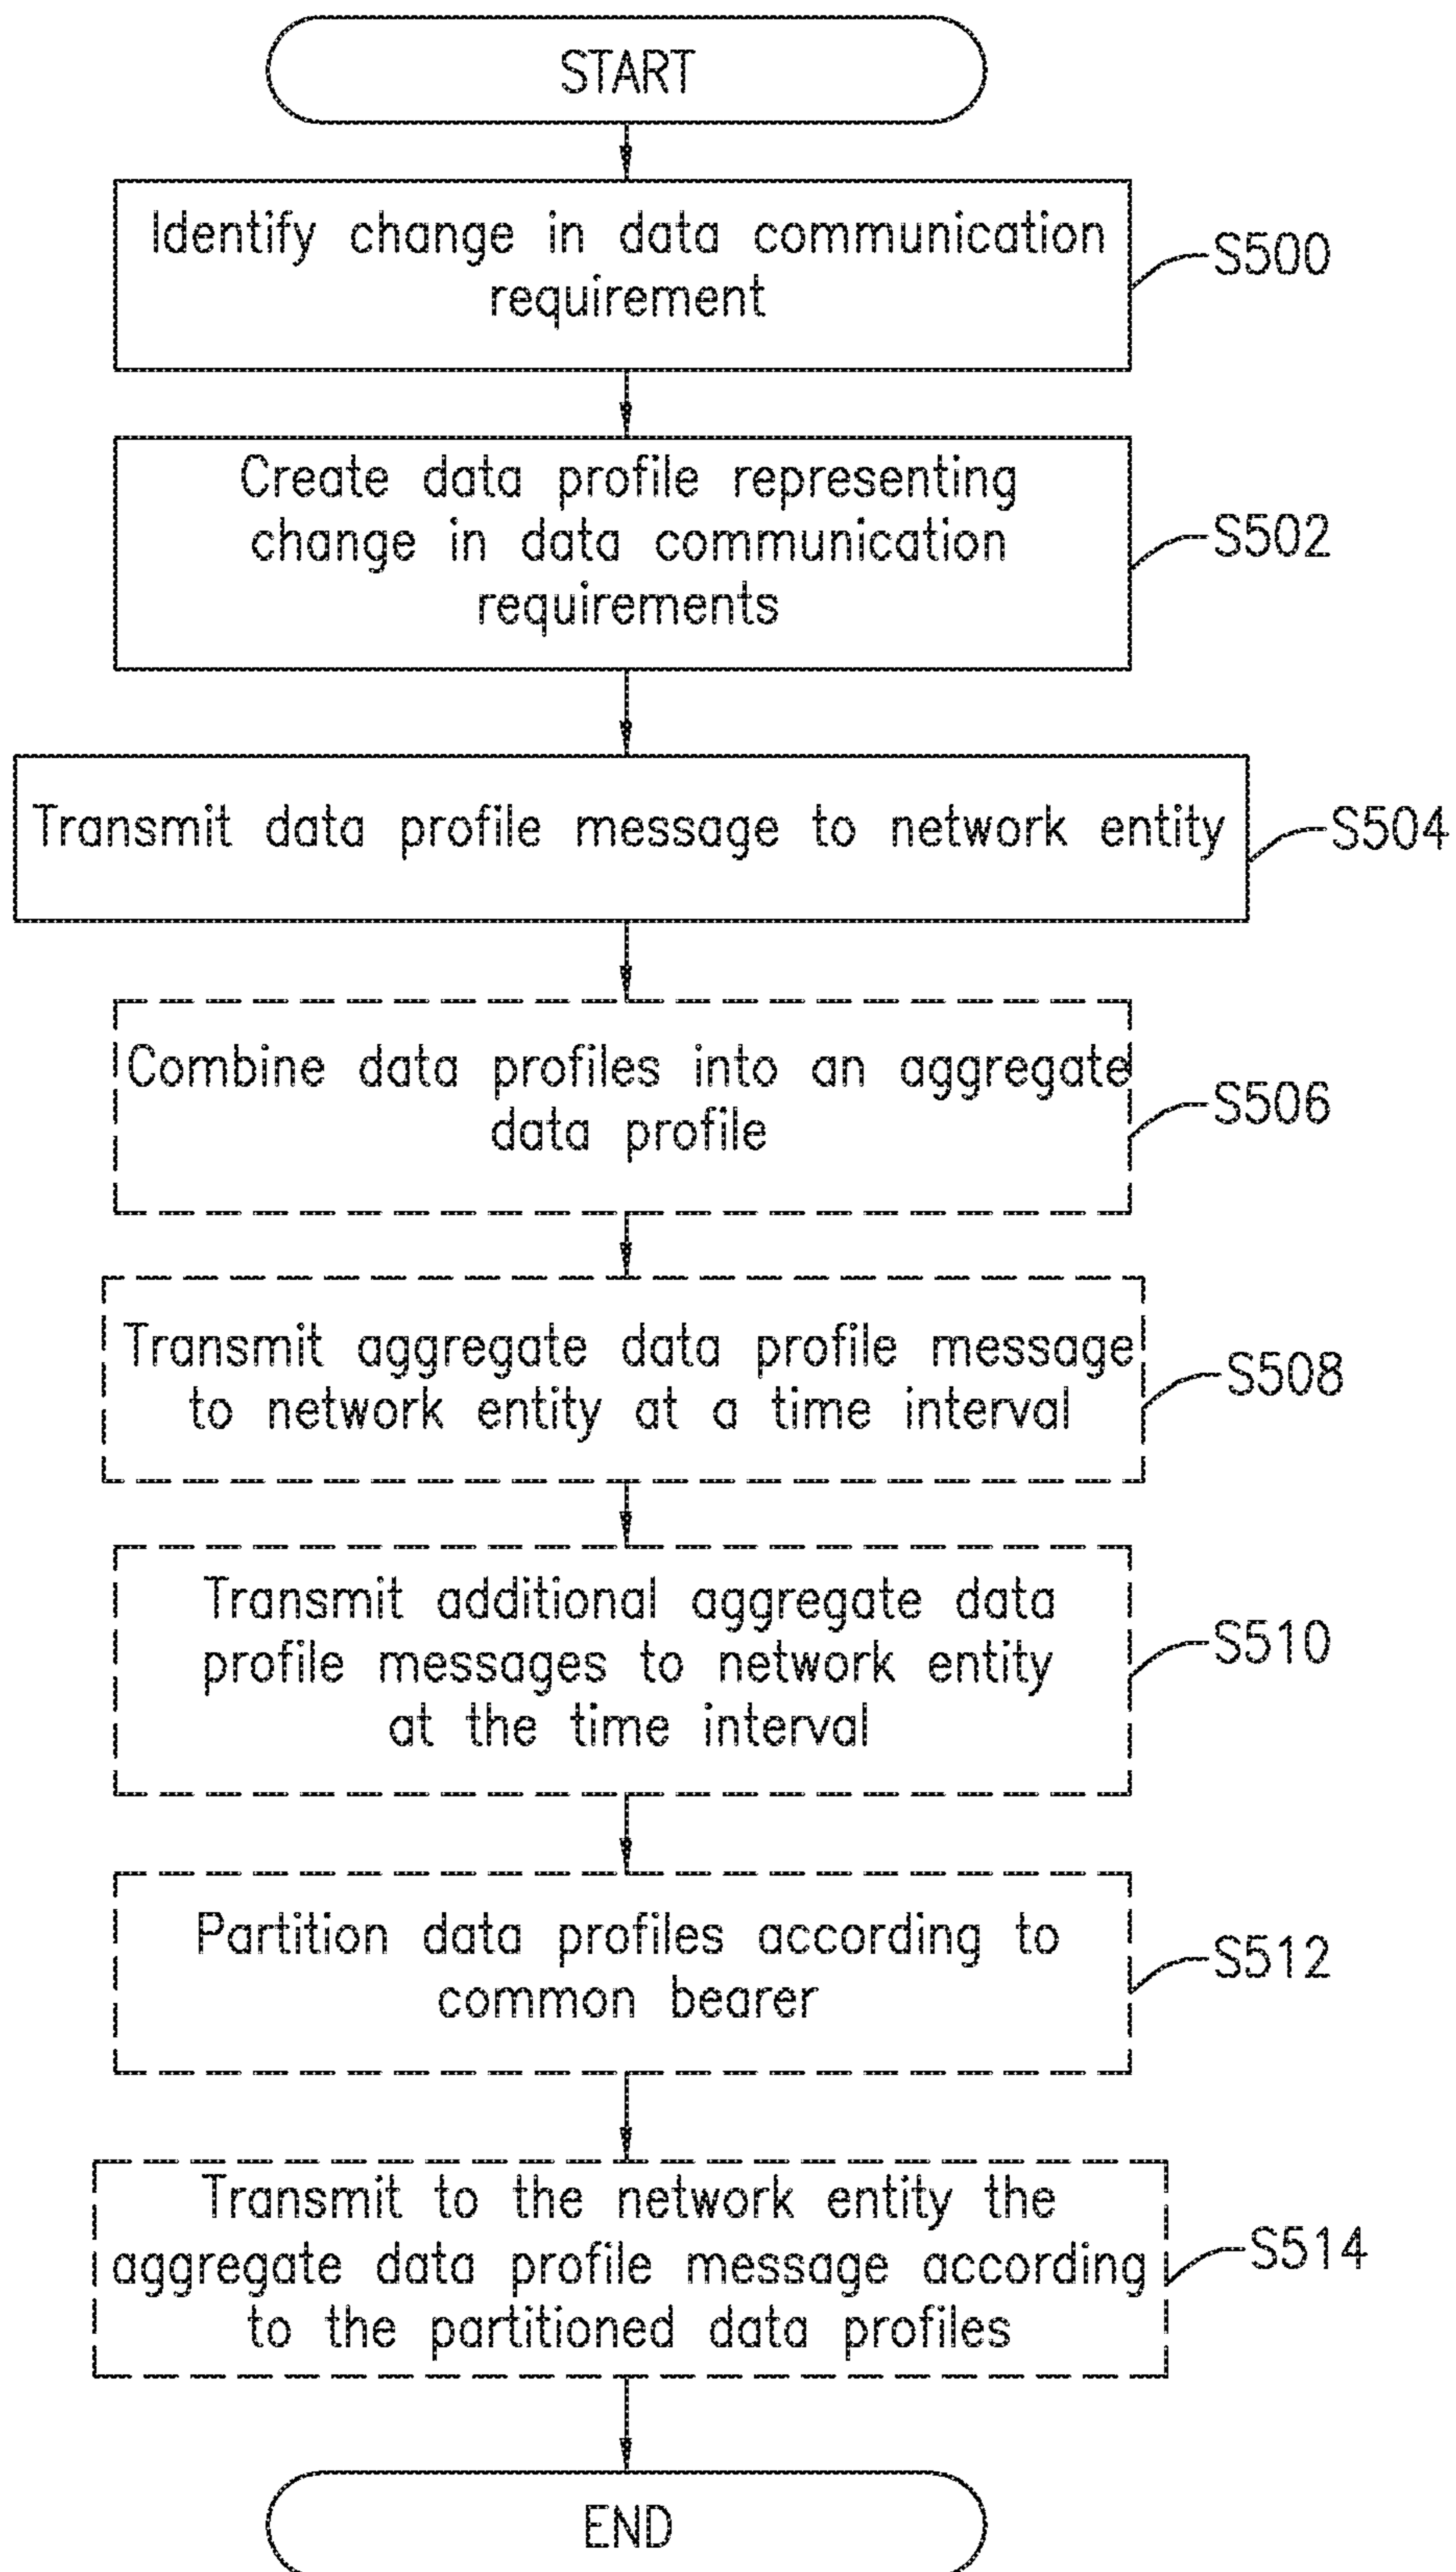 START
Identify change in data communication
requirement
S500
Create data profile representing
change in data communication
requirements
S502
Transmit data profile message to network entity
S504
Combine data profiles into an aggregate
data profile
S506
Transmit aggregate data profile message
to network entity at a time interval
S508
Transmit additional aggregate data
profile messages to network entity
at the time interval
S510
Partition data profiles according to
common bearer
S512
Transmit to the network entity the
aggregate data profile message according
to the partitioned data profiles
S514
END